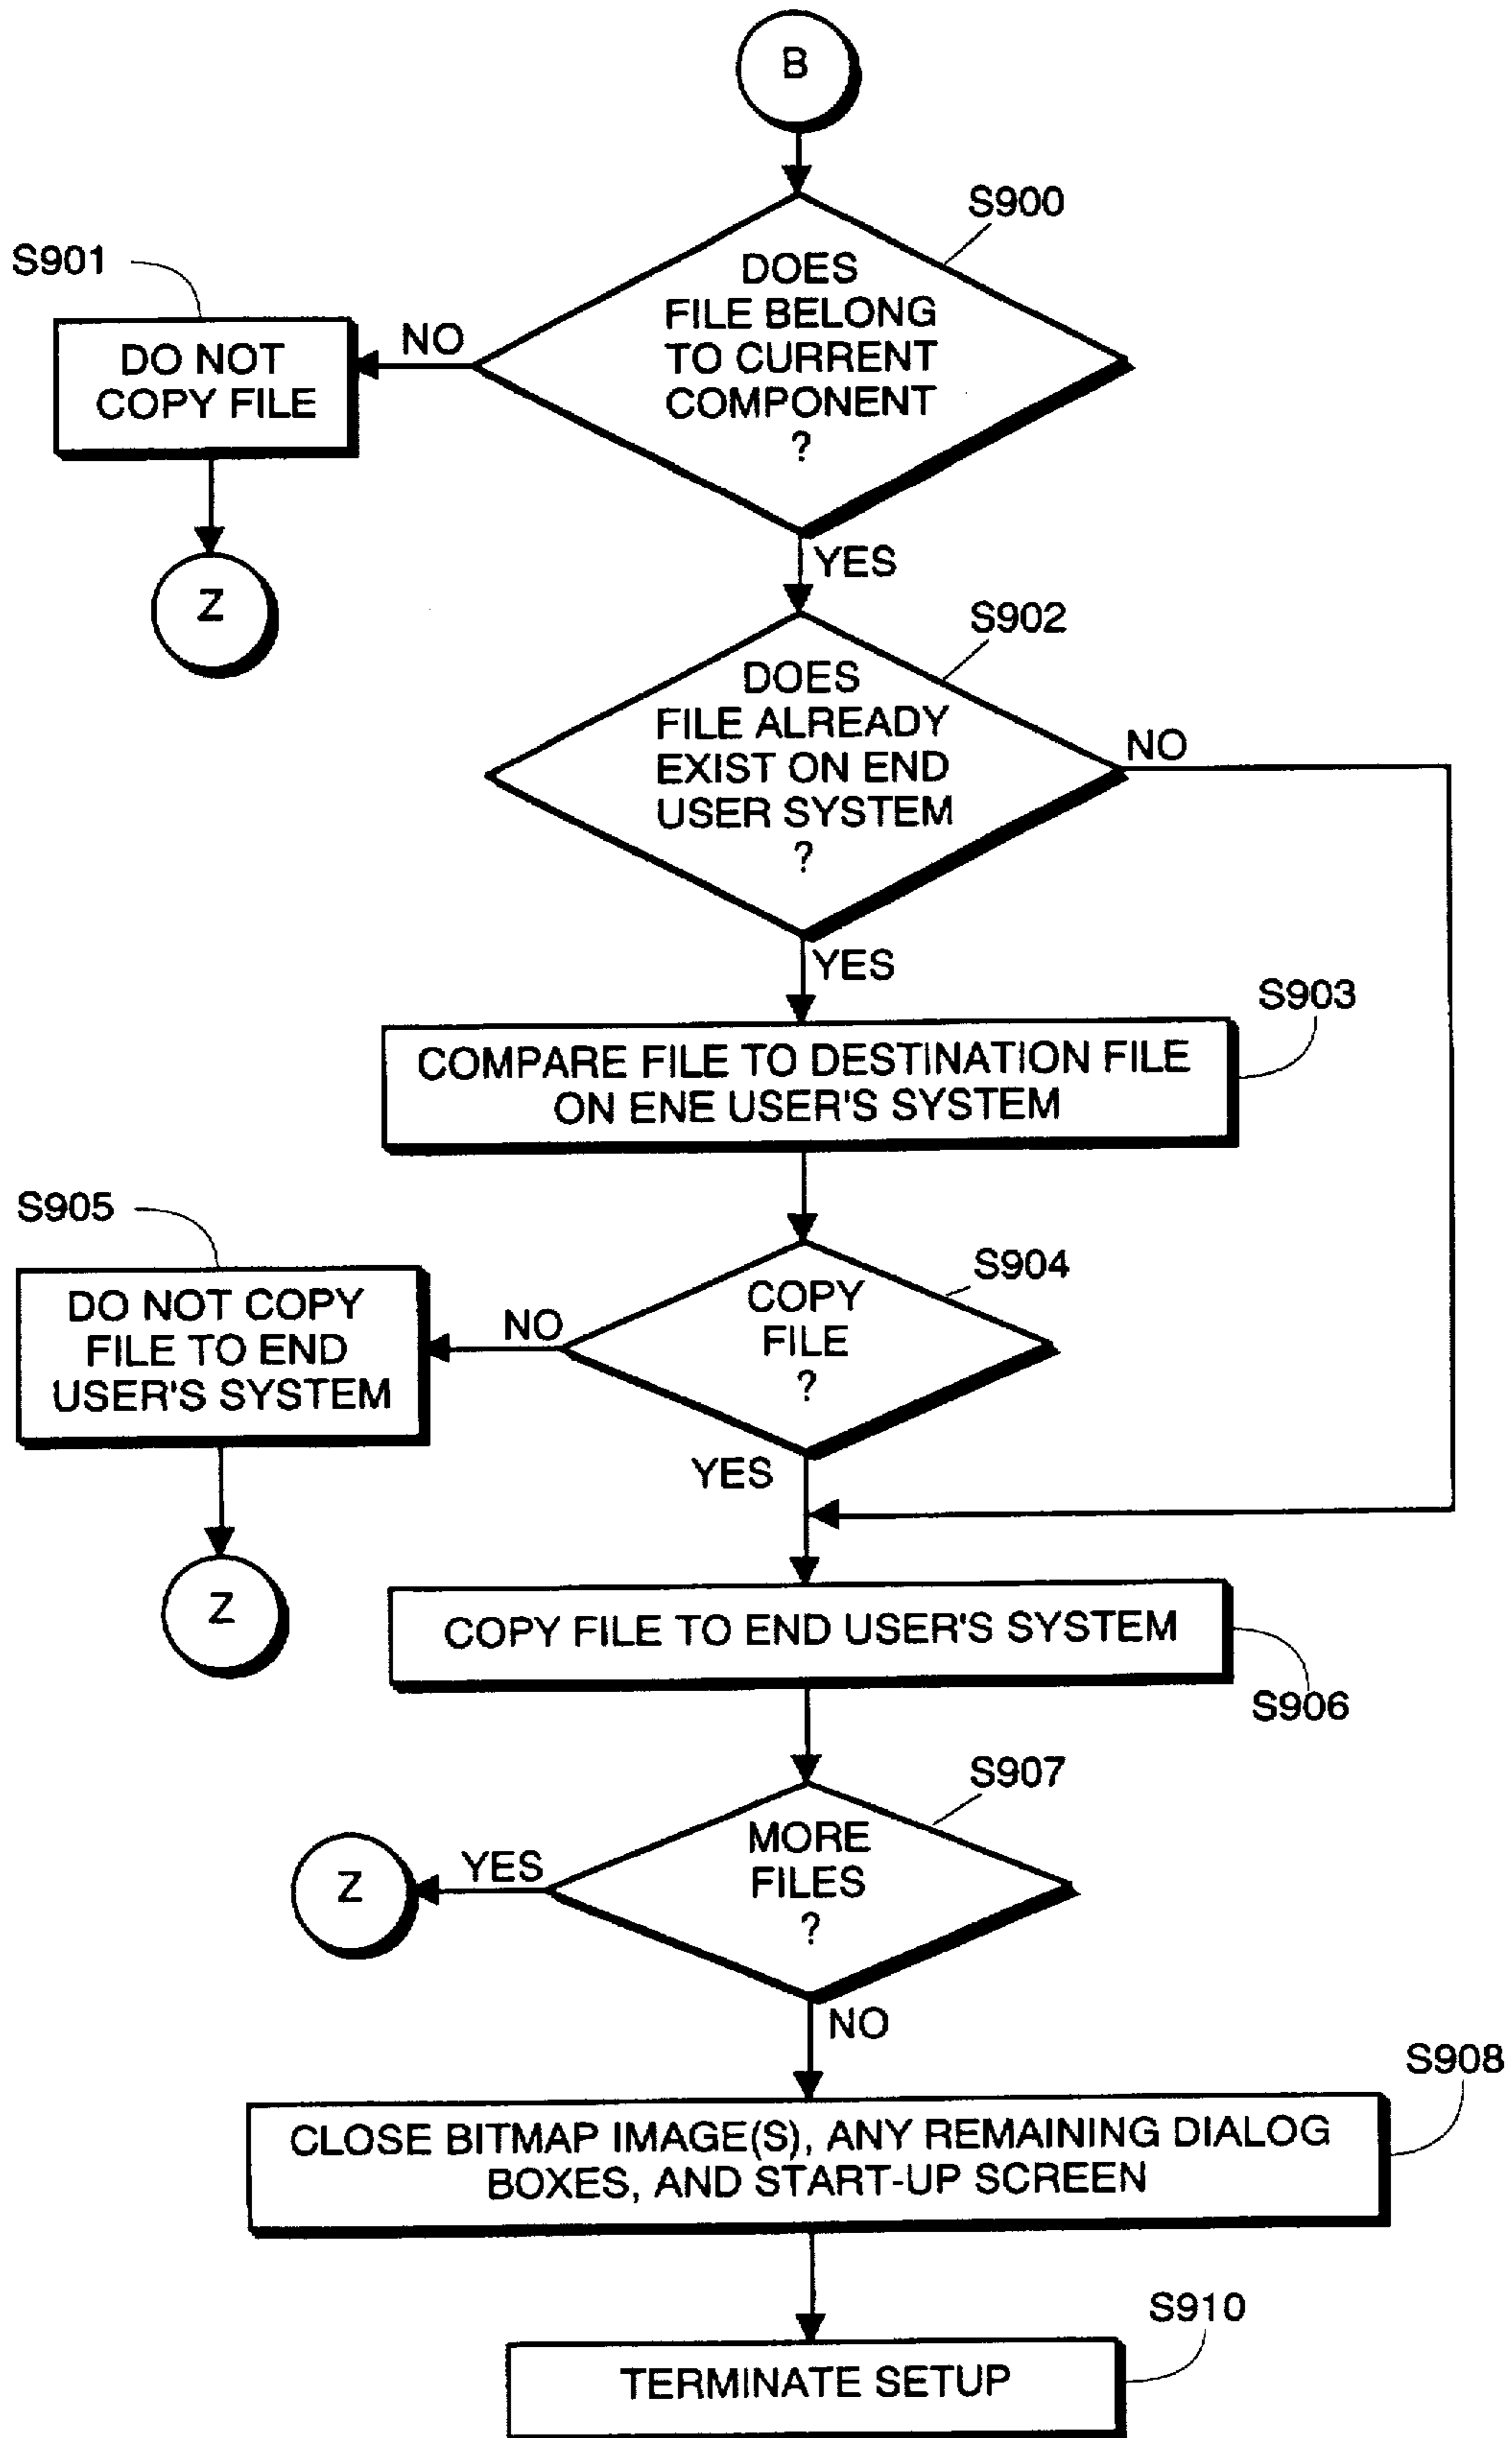 B
S900
DOES
FILE BELONG
TO CURRENT
COMPONENT
?
S901
NO
DO NOT
COPY FILE
Z
YES
S902
DOES
FILE ALREADY
EXIST ON END
USER SYSTEM
?
NO
YES
S903
COMPARE FILE TO DESTINATION FILE
ON ENE USER'S SYSTEM
S904
COPY
FILE
?
S905
NO
DO NOT COPY
FILE TO END
USER'S SYSTEM
Z
YES
COPY FILE TO END USER'S SYSTEM
S906
S907
MORE
FILES
?
YES
Z
NO
S908
CLOSE BITMAP IMAGE(S), ANY REMAINING DIALOG
BOXES, AND START-UP SCREEN
S910
TERMINATE SETUP